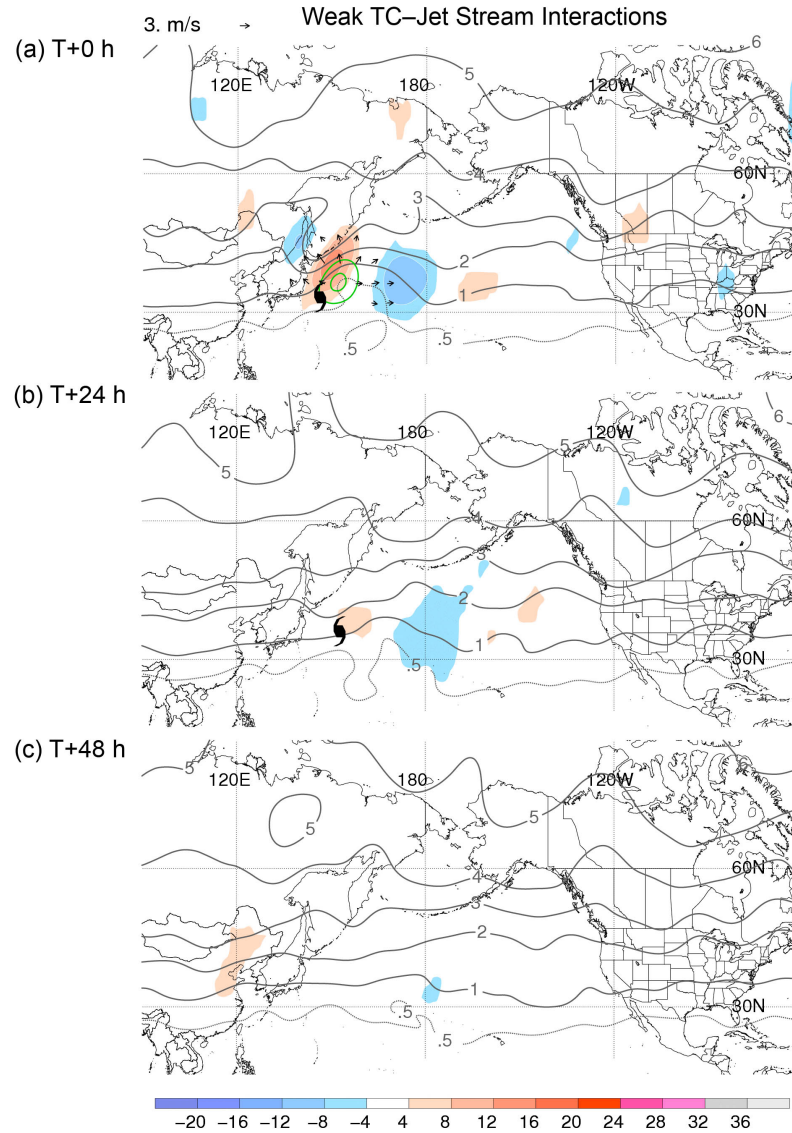 Weak TC–Jet Stream Interactions
3. m/s
(a) T+0 h
6
5
120E
180
120W
4
60N
3
2
1
30N
.5
.5
(b) T+24 h
6
120E
180
120W
5
5
4
60N
3
2
1
30N
.5
(c) T+48 h
5
120E
180
120W
6
5
5
4
60N
3
2
1
30N
.5
.5
−20 −16 −12 −8 −4 4 8 12 16 20 24 28 32 36